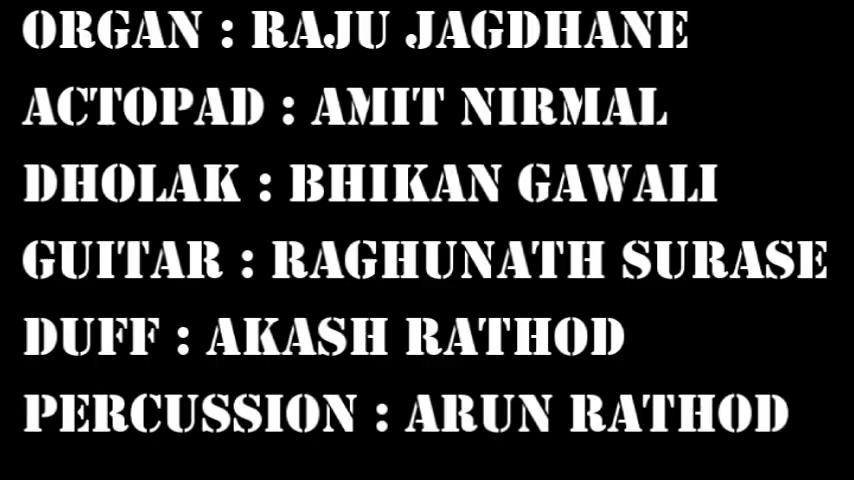 ORGAN : RAJU JAGDHANE
ACTOPAD : AMIT NIRMAL
DHOLAK : BHIKAN GAWALI
GUITAR : RAGHUNATH SURASE
DUFF : AKASH RATHOD
PERCUSSION : ARUN RATHOD